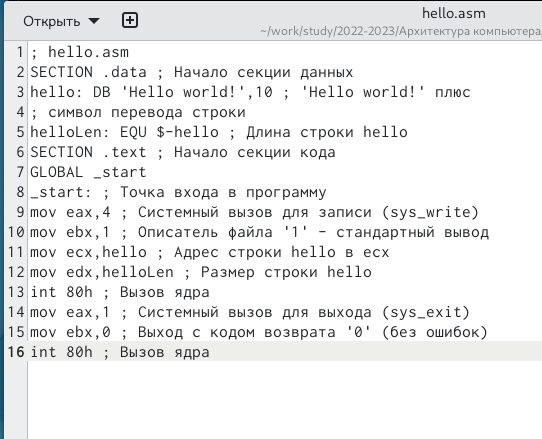 Открыть
hello.asm
~/work/study/2022-2023/Архитектура компьютера
1 ; hello.asm
2 SECTION .data ; Начало секции данных
3 hello: DB 'Hello world!',10 ; 'Hello world!' плюс
4 ; символ перевода строки
5 helloLen: EQU $-hello ; Длина строки hello
6 SECTION .text ; Начало секции кода
7 GLOBAL _start
8 _start: ; Точка входа в программу
9 mov eax,4 ; Системный вызов для записи (sys_write)
10 mov ebx,1 ; Описатель файла '1' - стандартный вывод
11 mov ecx,hello ; Адрес строки hello в ecx
12 mov edx,helloLen ; Размер строки hello
13 int 80h ; Вызов ядра
14 mov eax,1 ; Системный вызов для выхода (sys_exit)
15 mov ebx,0 ; Выход с кодом возврата '0' (без ошибок)
16 int 80h ; Вызов ядра